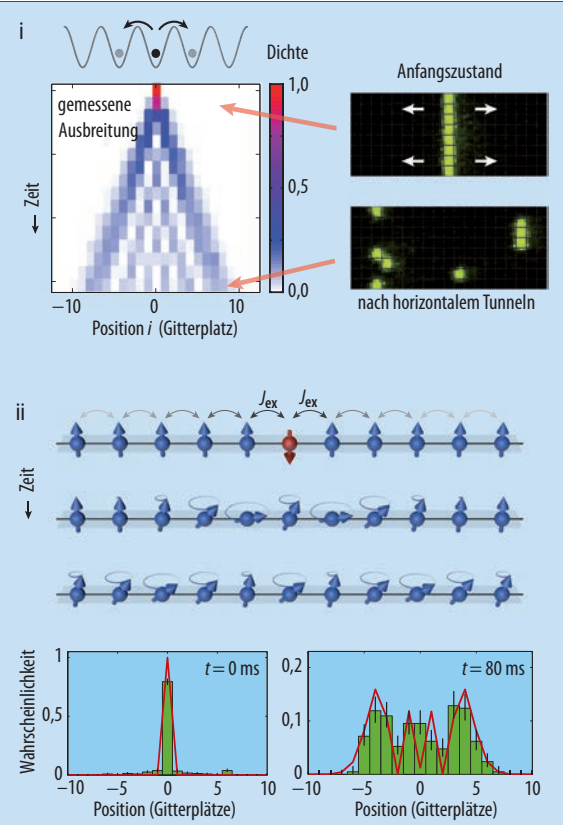 i
Dichte
Anfangszustand
gemessene
Ausbreitung
1,0
0,5
0,0
← Zeit
−10
0
10
Position i (Gitterplatz)
nach horizontalem Tunneln
ii
J_ex J_ex
← Zeit
Wahrscheinlichkeit
1
0,5
0
t = 0 ms
−10 −5 0 5 10
Position (Gitterplätze)
0,2
0,1
0
t = 80 ms
−10 −5 0 5 10
Position (Gitterplätze)